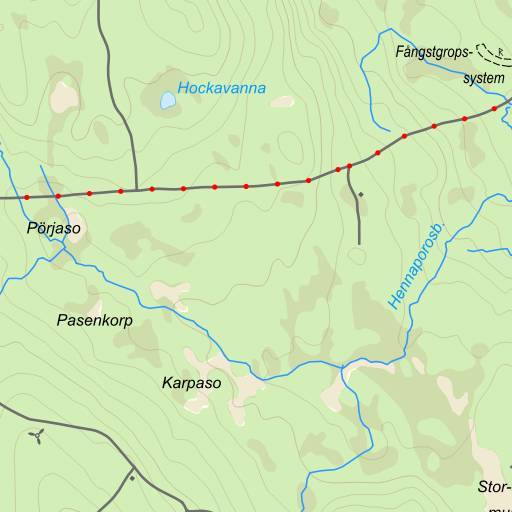 Fångstgrops-
system
R
Hockavanna
Pörjaso
Hennaporosb.
Pasenkorp
Karpaso
Stor-